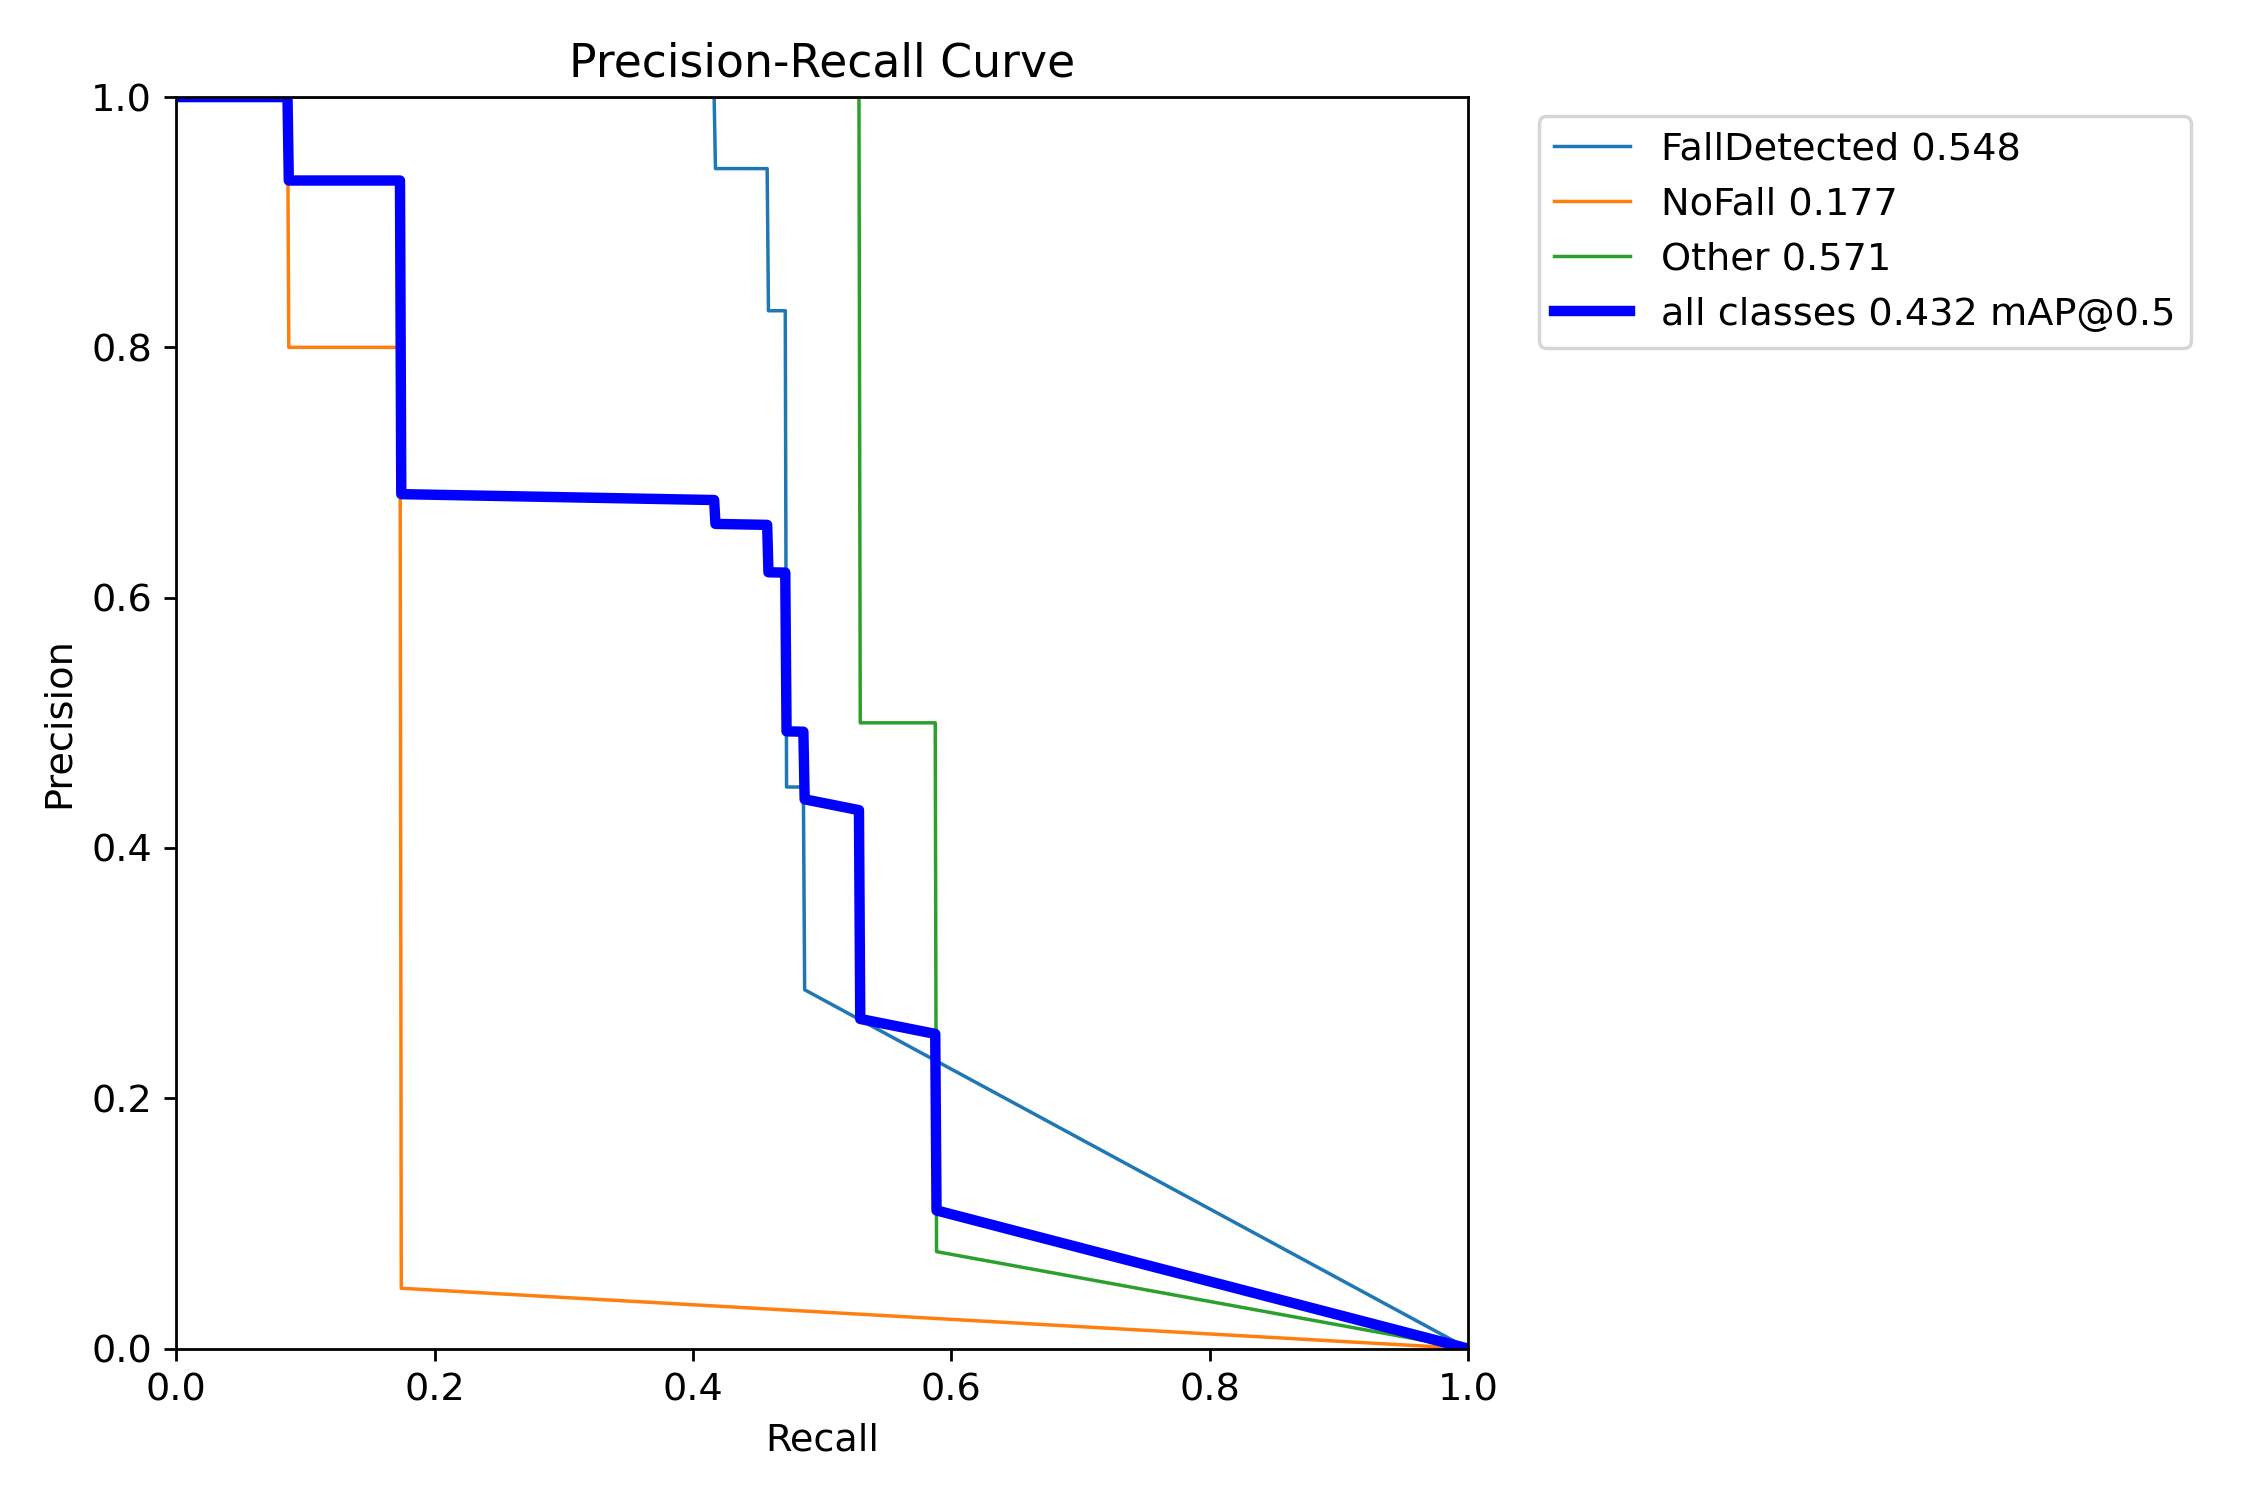 Precision-Recall Curve
1.0
0.8
0.6
0.4
0.2
0.0
Precision
0.0 0.2 0.4 0.6 0.8 1.0
Recall
FallDetected 0.548
NoFall 0.177
Other 0.571
all classes 0.432 mAP@0.5